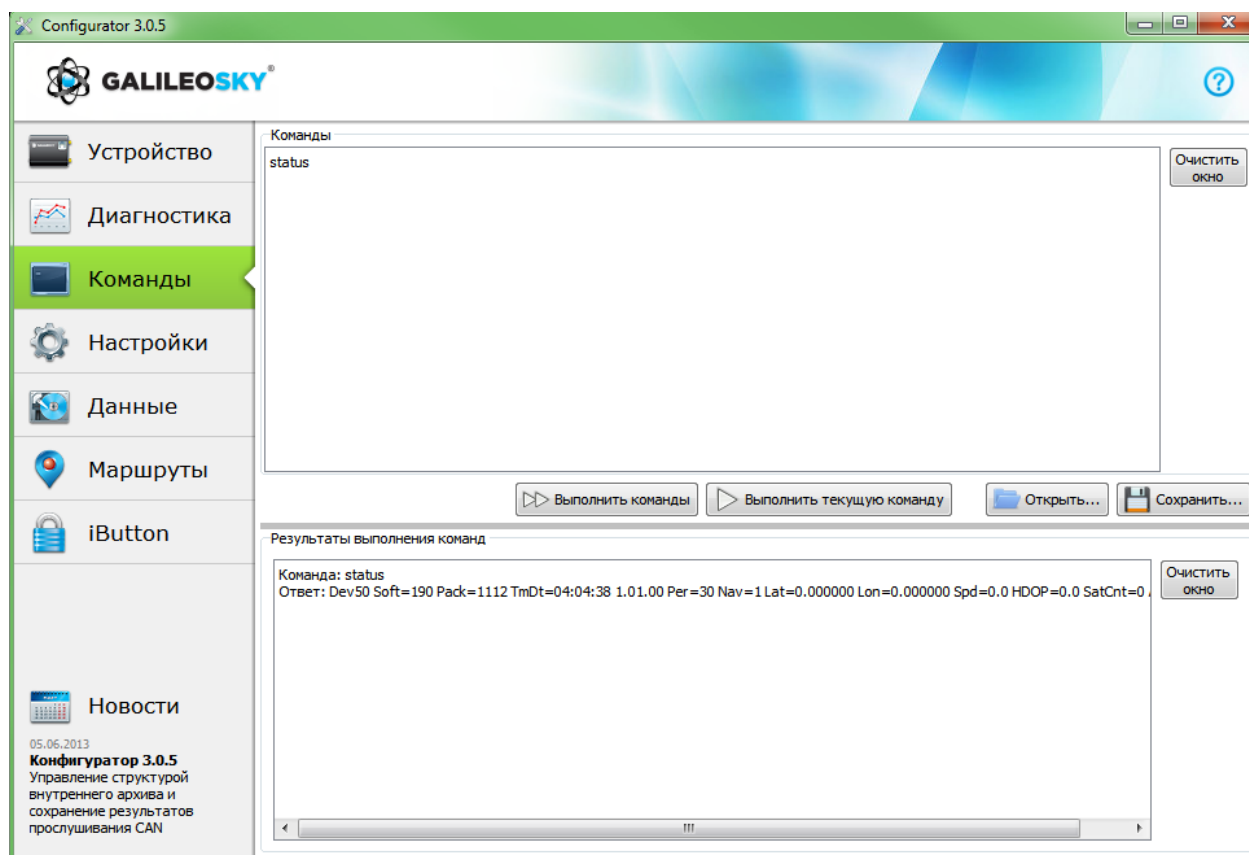 Configurator 3.0.5
GALILEOSKY®
?
Устройство
Диагностика
Команды
Настройки
Данные
Маршруты
iButton
Новости
05.06.2013
Конфигуратор 3.0.5
Управление структурой
внутреннего архива и
сохранение результатов
прослушивания CAN
Команды
status
Очистить
окно
Выполнить команды
Выполнить текущую команду
Открыть...
Сохранить...
Результаты выполнения команд
Команда: status
Ответ: Dev50 Soft=190 Pack=1112 TmDt=04:04:38 1.01.00 Per=30 Nav=1 Lat=0.000000 Lon=0.000000 Spd=0.0 HDOP=0.0 SatCnt=0
Очистить
окно